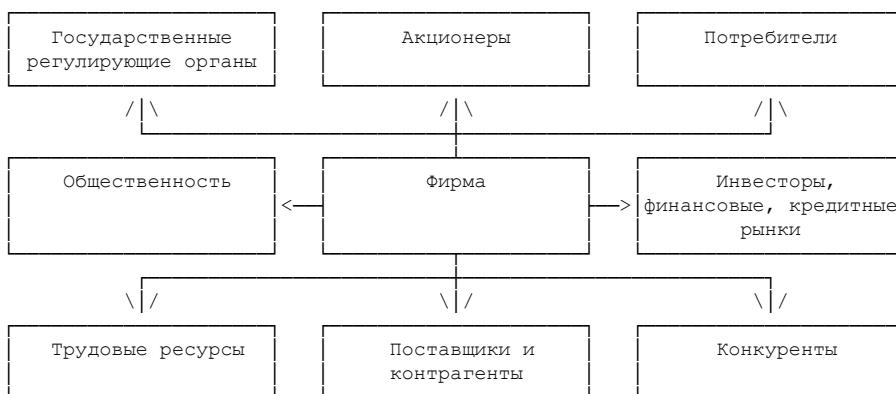 Государственные
регулирующие органы
Акционеры
Потребители
Общественность
Фирма
Инвесторы,
финансовые, кредитные
рынки
Трудовые ресурсы
Поставщики и
контрагенты
Конкуренты